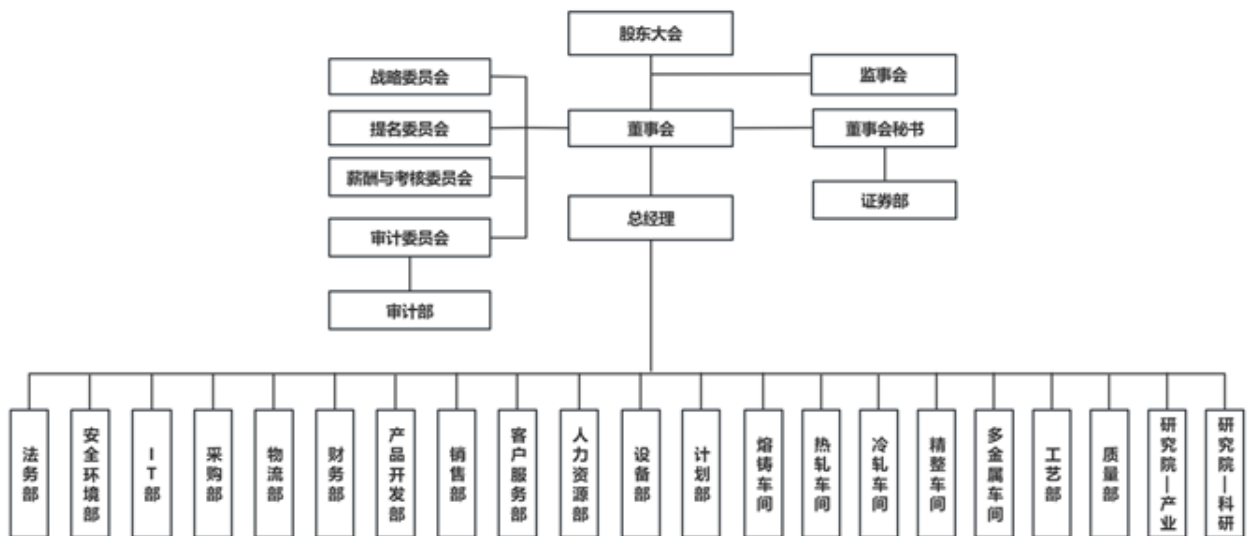 股东大会
战略委员会
监事会
提名委员会
董事会
董事会秘书
薪酬与考核委员会
证券部
总经理
审计委员会
审计部
法务部
安全环境部
IT部
采购部
物流部
财务部
产品开发部
销售部
客户服务部
人力资源部
设备部
计划部
熔铸车间
热轧车间
冷轧车间
精整车间
多金属车间
工艺部
质量部
研究院—产业
研究院—科研